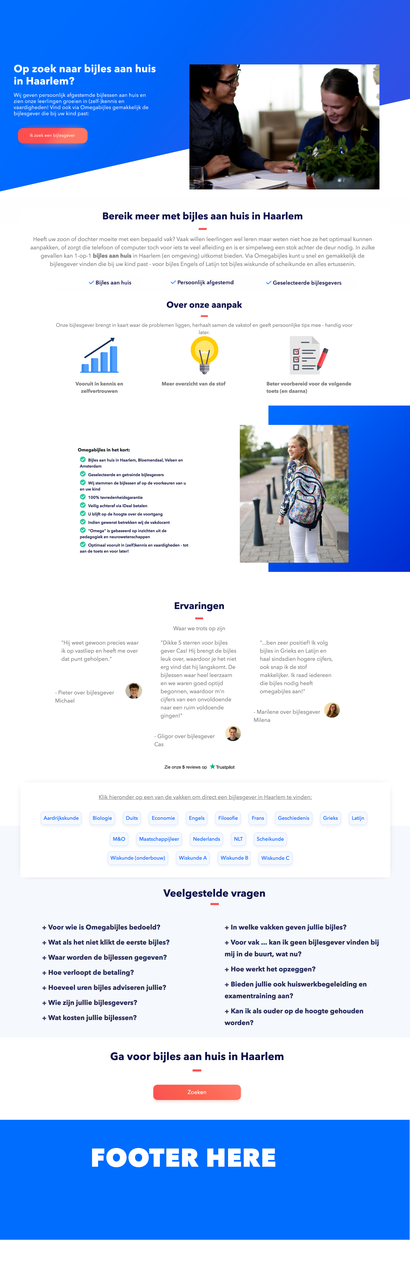 Op zoek naar bijles aan huis
in Haarlem?
Wij geven persoonlijk afgestemde bijlessen aan huis en
zien onze leerlingen groeien in (zelf-)kennis en
vaardigheden! Vind ook via Omegabijles gemakkelijk de
bijlesgever die bij uw kind past:
Ik zoek een bijlesgever
Bereik meer met bijles aan huis in Haarlem
Heeft uw zoon of dochter moeite met een bepaald vak? Vaak willen leerlingen wel leren maar weten niet hoe ze het optimaal kunnen
aanpakken, of zorgt die telefoon of computer toch voor iets te veel afleiding en is er simpelweg een stok achter de deur nodig. In zulke
gevallen kan 1-op-1 bijles aan huis in Haarlem (en omgeving) uitkomst bieden. Via Omegabijles kunt u snel en gemakkelijk de
bijlesgever vinden die bij uw kind past - voor bijles Engels of Latijn tot bijles wiskunde of scheikunde en alles ertussenin.
Bijles aan huis
Persoonlijk afgestemd
Geselecteerde bijlesgevers
Over onze aanpak
Onze bijlesgever brengt in kaart waar de problemen liggen, herhaalt samen de vakstof en geeft persoonlijke tips mee - handig voor
later.
Vooruit in kennis en
zelfvertrouwen
Meer overzicht van de stof
Beter voorbereid voor de volgende
toets (en daarna)
Omegabijles in het kort:
Bijles aan huis in Haarlem, Bloemendaal, Velsen en
Amsterdam
Geselecteerde en getrainde bijlesgevers
Wij stemmen de bijlessen af op de voorkeuren van u
en uw kind
100% tevredenheidsgarantie
Veilig achteraf via iDeal betalen
U blijft op de hoogte over de voortgang
Indien gewenst betrekken wij de vakdocent
"Omega" is gebaseerd op inzichten uit de
pedagogiek en neurowetenschappen
Optimaal vooruit in (zelf)kennis en vaardigheden - tot
aan de toets en voor later!
Ervaringen
Waar we trots op zijn
"Hij weet gewoon precies waar
ik op vastliep en heeft me over
dat punt geholpen."
- Pieter over bijlesgever
Michael
"Dikke 5 sterren voor bijles
gever Cas! Hij brengt de bijles
leuk over, waardoor je het niet
erg vind dat hij langskomt. De
bijlessen waar heel leerzaam
en we waren goed optijd
begonnen, waardoor m'n
cijfers van een onvoldoende
naar een ruim voldoende
gingen!"
- Gligor over bijlesgever
Cas
"...ben zeer positief! Ik volg
bijles in Grieks en Latijn en
haal sindsdien hogere cijfers,
ook snap ik de stof
makkelijker. Ik raad iedereen
die bijles nodig heeft
omegabijles aan!"
- Marilene over bijlesgever
Milena
Zie onze 5 reviews op Trustpilot
Klik hieronder op een van de vakken om direct een bijlesgever in Haarlem te vinden:
Aardrijkskunde Biologie Duits Economie Engels Filosofie Frans Geschiedenis Grieks Latijn
M&O Maatschappijleer Nederlands NLT Scheikunde
Wiskunde (onderbouw) Wiskunde A Wiskunde B Wiskunde C
Veelgestelde vragen
+ Voor wie is Omegabijles bedoeld?
+ Wat als het niet klikt de eerste bijles?
+ Waar worden de bijlessen gegeven?
+ Hoe verloopt de betaling?
+ Hoeveel uren bijles adviseren jullie?
+ Wie zijn jullie bijlesgevers?
+ Wat kosten jullie bijlessen?
+ In welke vakken geven jullie bijles?
+ Voor vak ... kan ik geen bijlesgever vinden bij
mij in de buurt, wat nu?
+ Hoe werkt het opzeggen?
+ Bieden jullie ook huiswerkbegeleiding en
examentraining aan?
+ Kan ik als ouder op de hoogte gehouden
worden?
Ga voor bijles aan huis in Haarlem
Zoeken
FOOTER HERE